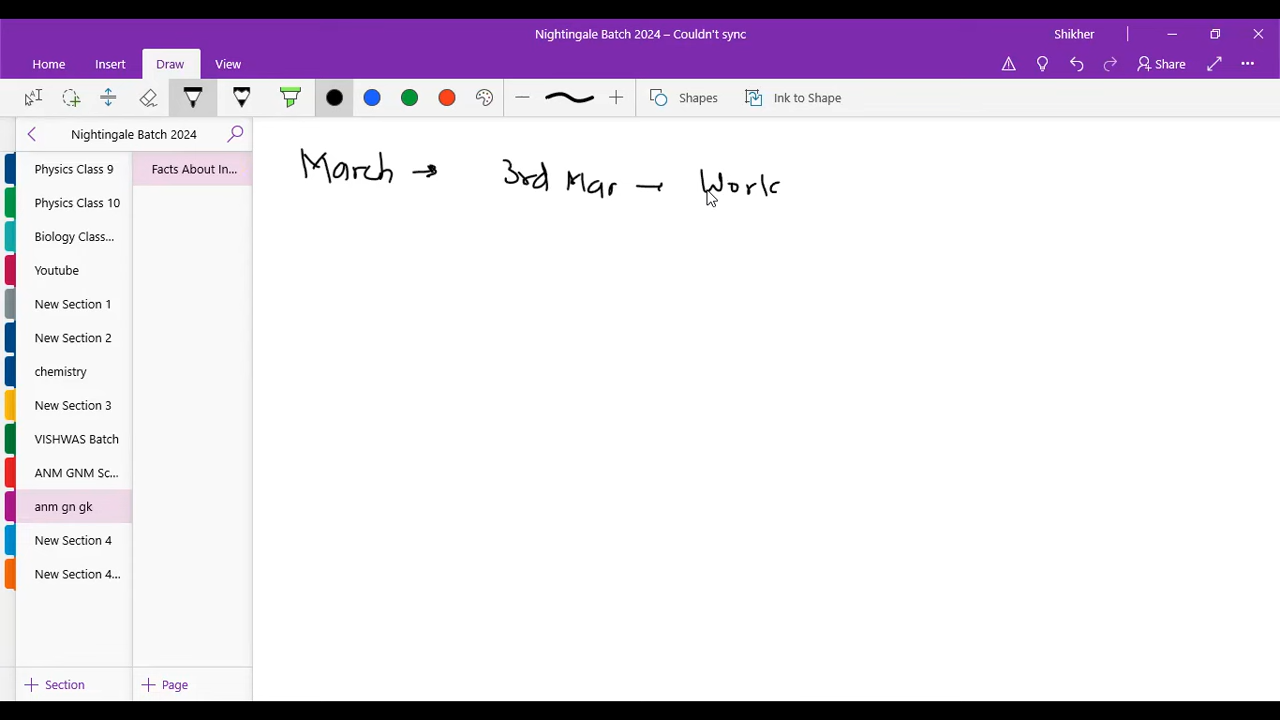 Nightingale Batch 2024 – Couldn't sync
Shikher
Home Insert Draw View
Share
Shapes
Ink to Shape
Nightingale Batch 2024
Physics Class 9
Physics Class 10
Biology Class...
Youtube
New Section 1
New Section 2
chemistry
New Section 3
VISHWAS Batch
ANM GNM Sc...
anm gn gk
New Section 4
New Section 4...
+ Section
Facts About In...
+ Page
March → 3rd Mar → Worlc